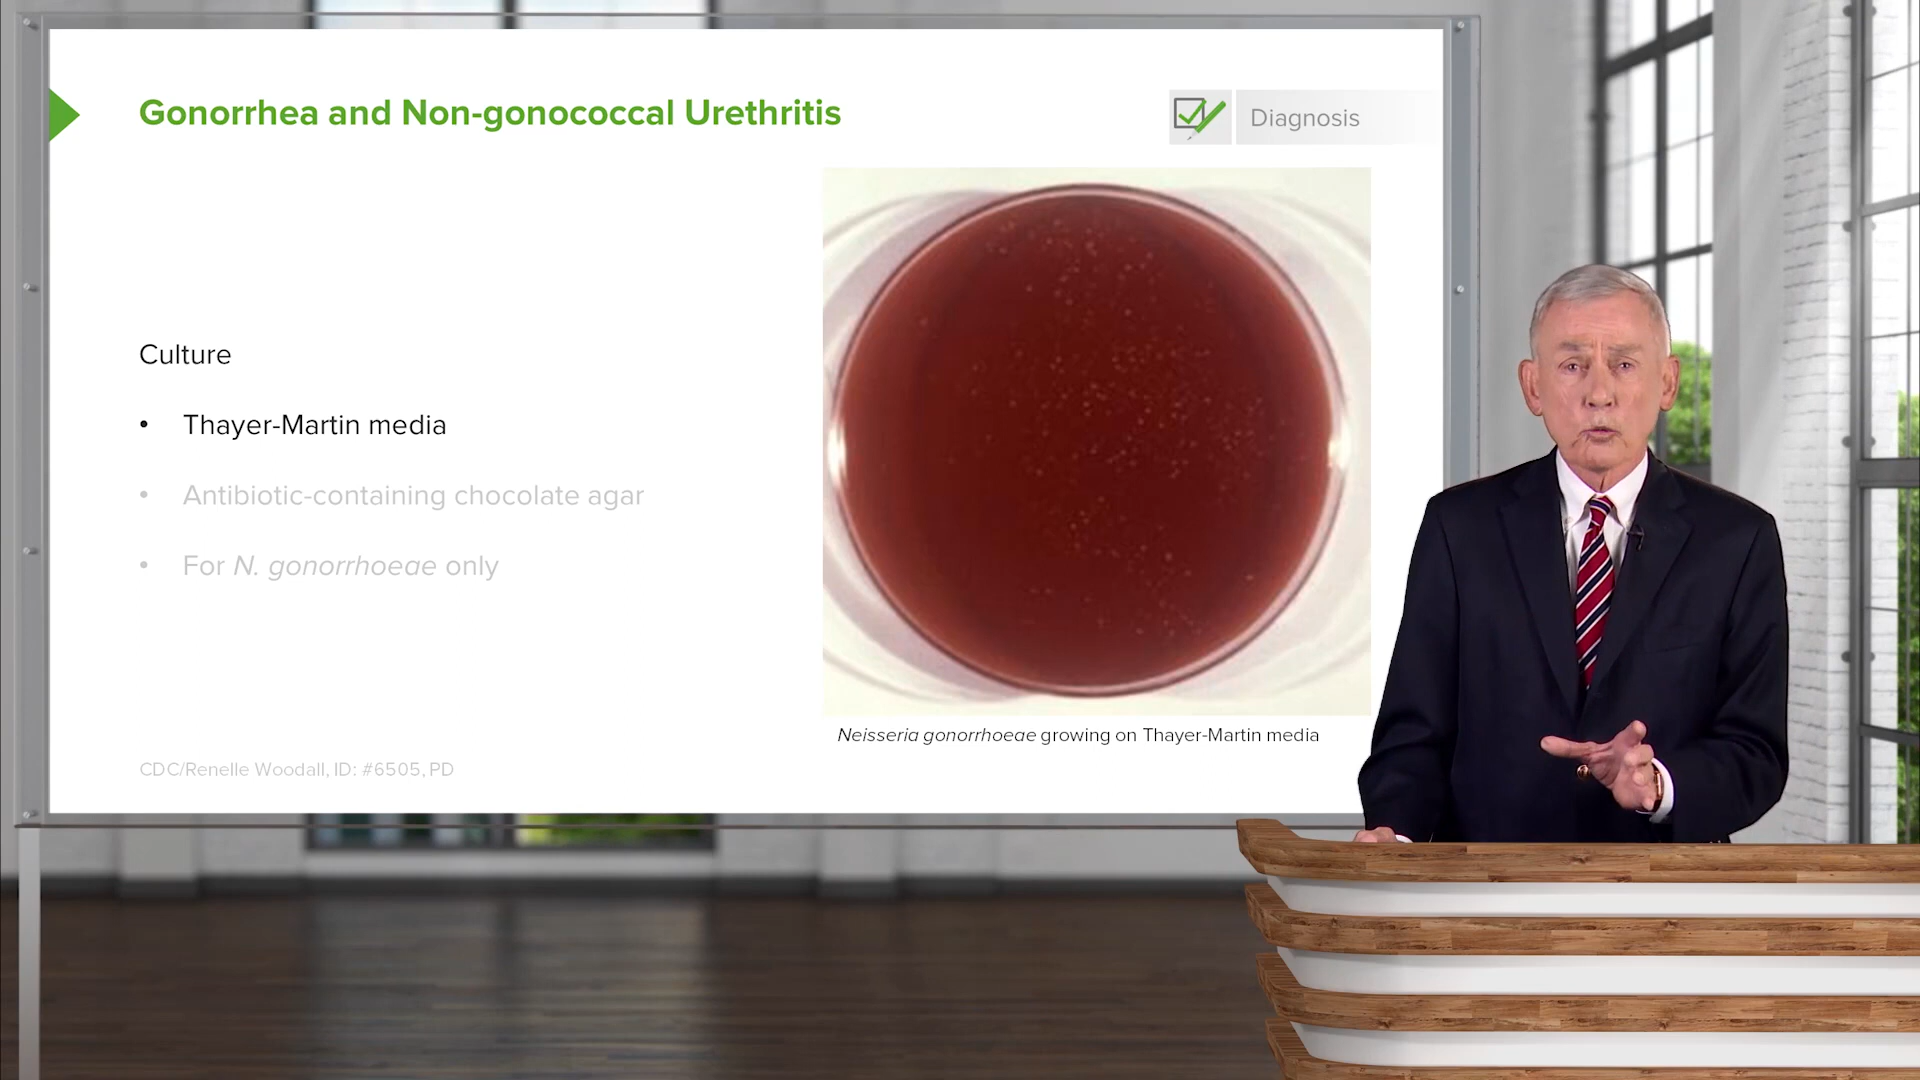 Gonorrhea and Non-gonococcal Urethritis
Diagnosis
Culture
• Thayer-Martin media
• Antibiotic-containing chocolate agar
• For N. gonorrhoeae only
Neisseria gonorrhoeae growing on Thayer-Martin media
CDC/Renelle Woodall, ID: #6505, PD